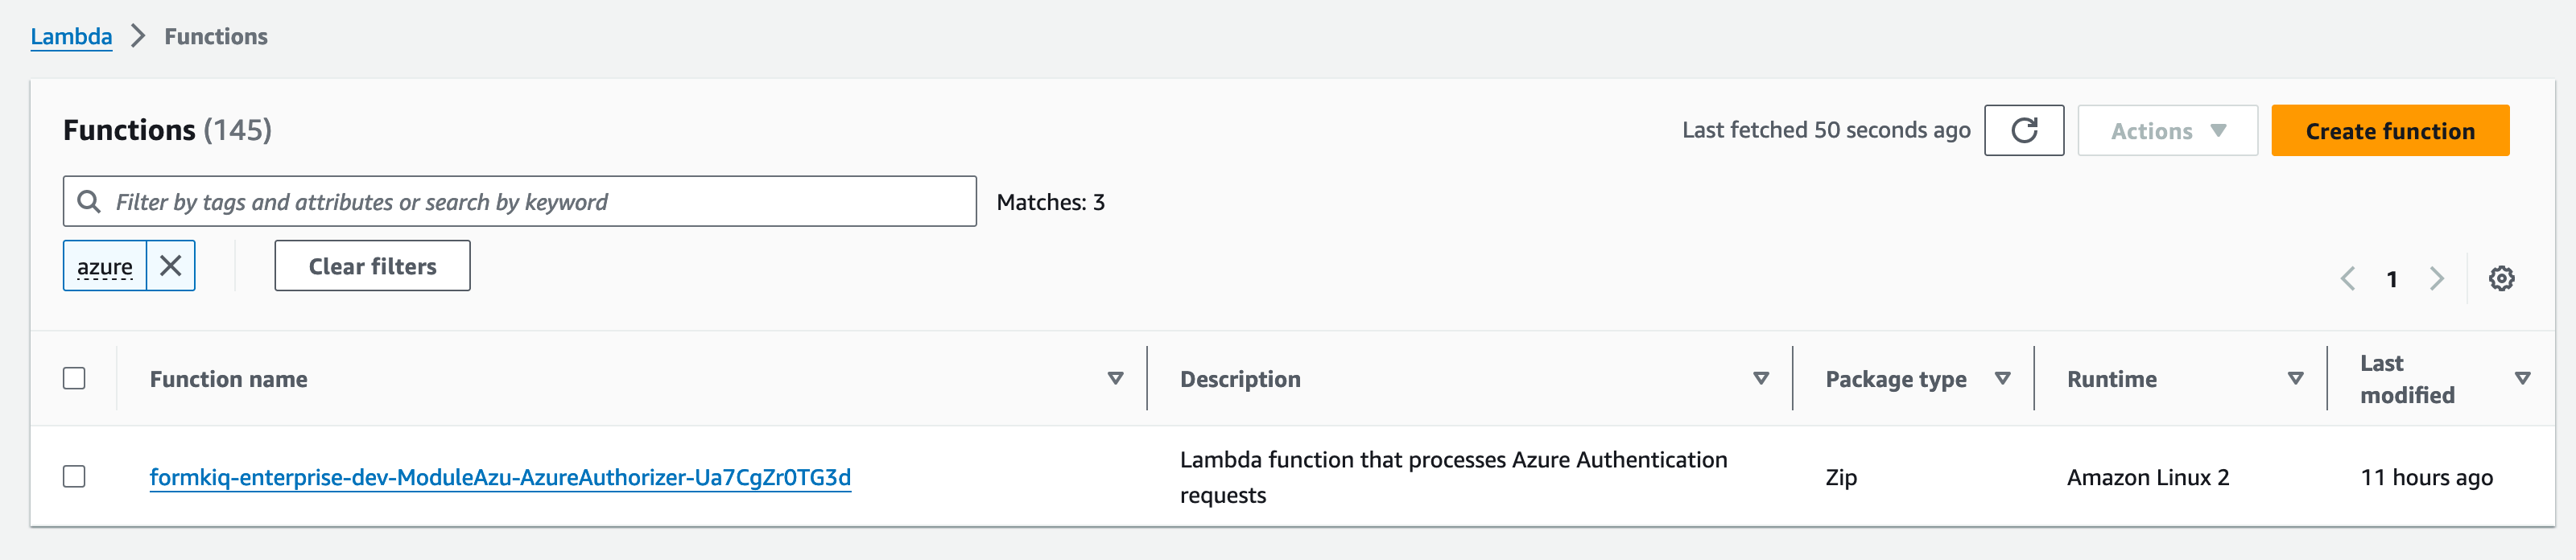 Lambda > Functions
Functions (145)
Last fetched 50 seconds ago
Actions
Create function
Filter by tags and attributes or search by keyword
Matches: 3
azure
Clear filters
1
Function name
Description
Package type
Runtime
Last
modified
formkiq-enterprise-dev-ModuleAzu-AzureAuthorizer-Ua7CgZr0TG3d
Lambda function that processes Azure Authentication
requests
Zip
Amazon Linux 2
11 hours ago